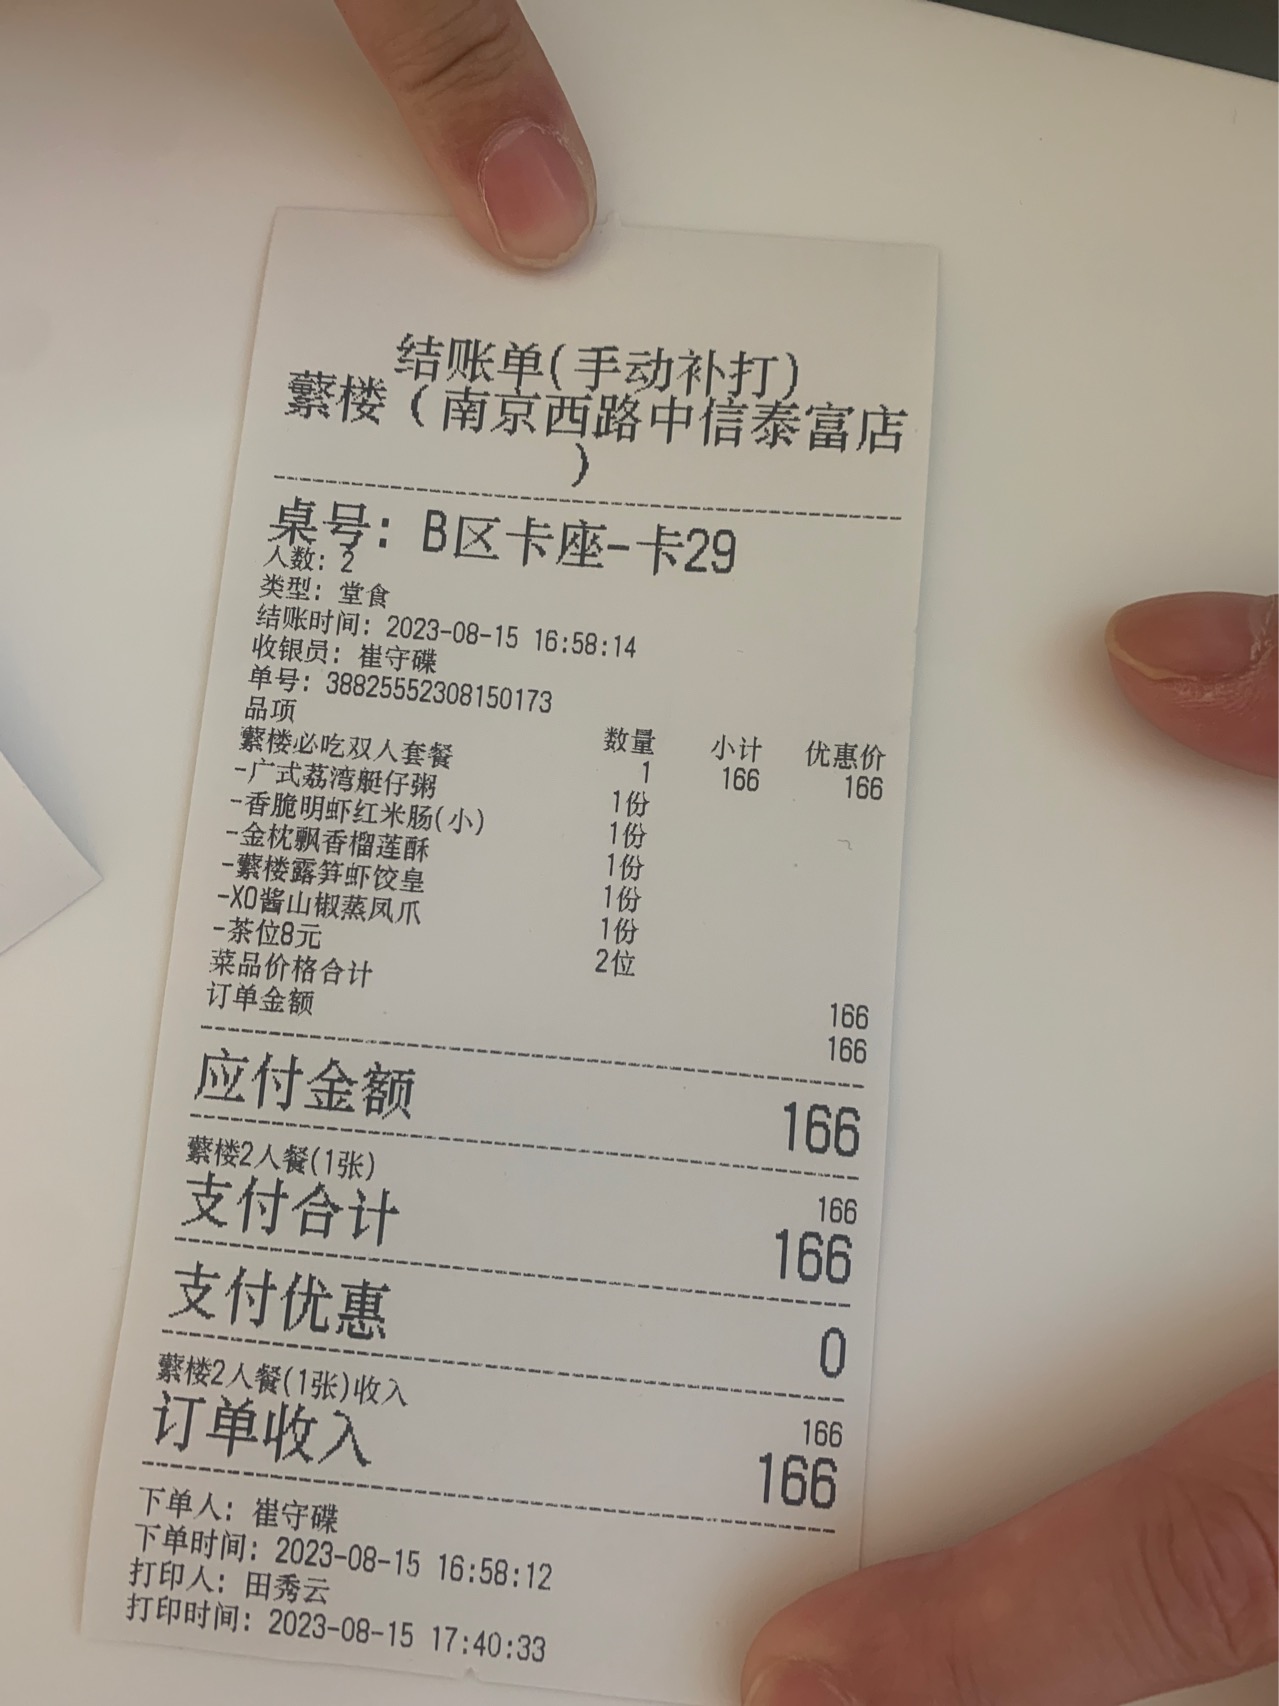 结账单(手动补打)
蘩楼（南京西路中信泰富店
）
桌号：B区卡座-卡29
人数：2
类型：堂食
结账时间：2023-08-15 16:58:14
收银员：崔守碟
单号：38825552308150173
品项 数量 小计 优惠价
蘩楼必吃双人套餐 1 166 166
-广式荔湾艇仔粥 1份
-香脆明虾红米肠(小) 1份
-金枕飘香榴莲酥 1份
-蘩楼露笋虾饺皇 1份
-XO酱山椒蒸凤爪 1份
-茶位8元 2位
菜品价格合计 166
订单金额 166
应付金额 166
蘩楼2人餐(1张) 166
支付合计 166
支付优惠 0
蘩楼2人餐(1张)收入 166
订单收入 166
下单人：崔守碟
下单时间：2023-08-15 16:58:12
打印人：田秀云
打印时间：2023-08-15 17:40:33